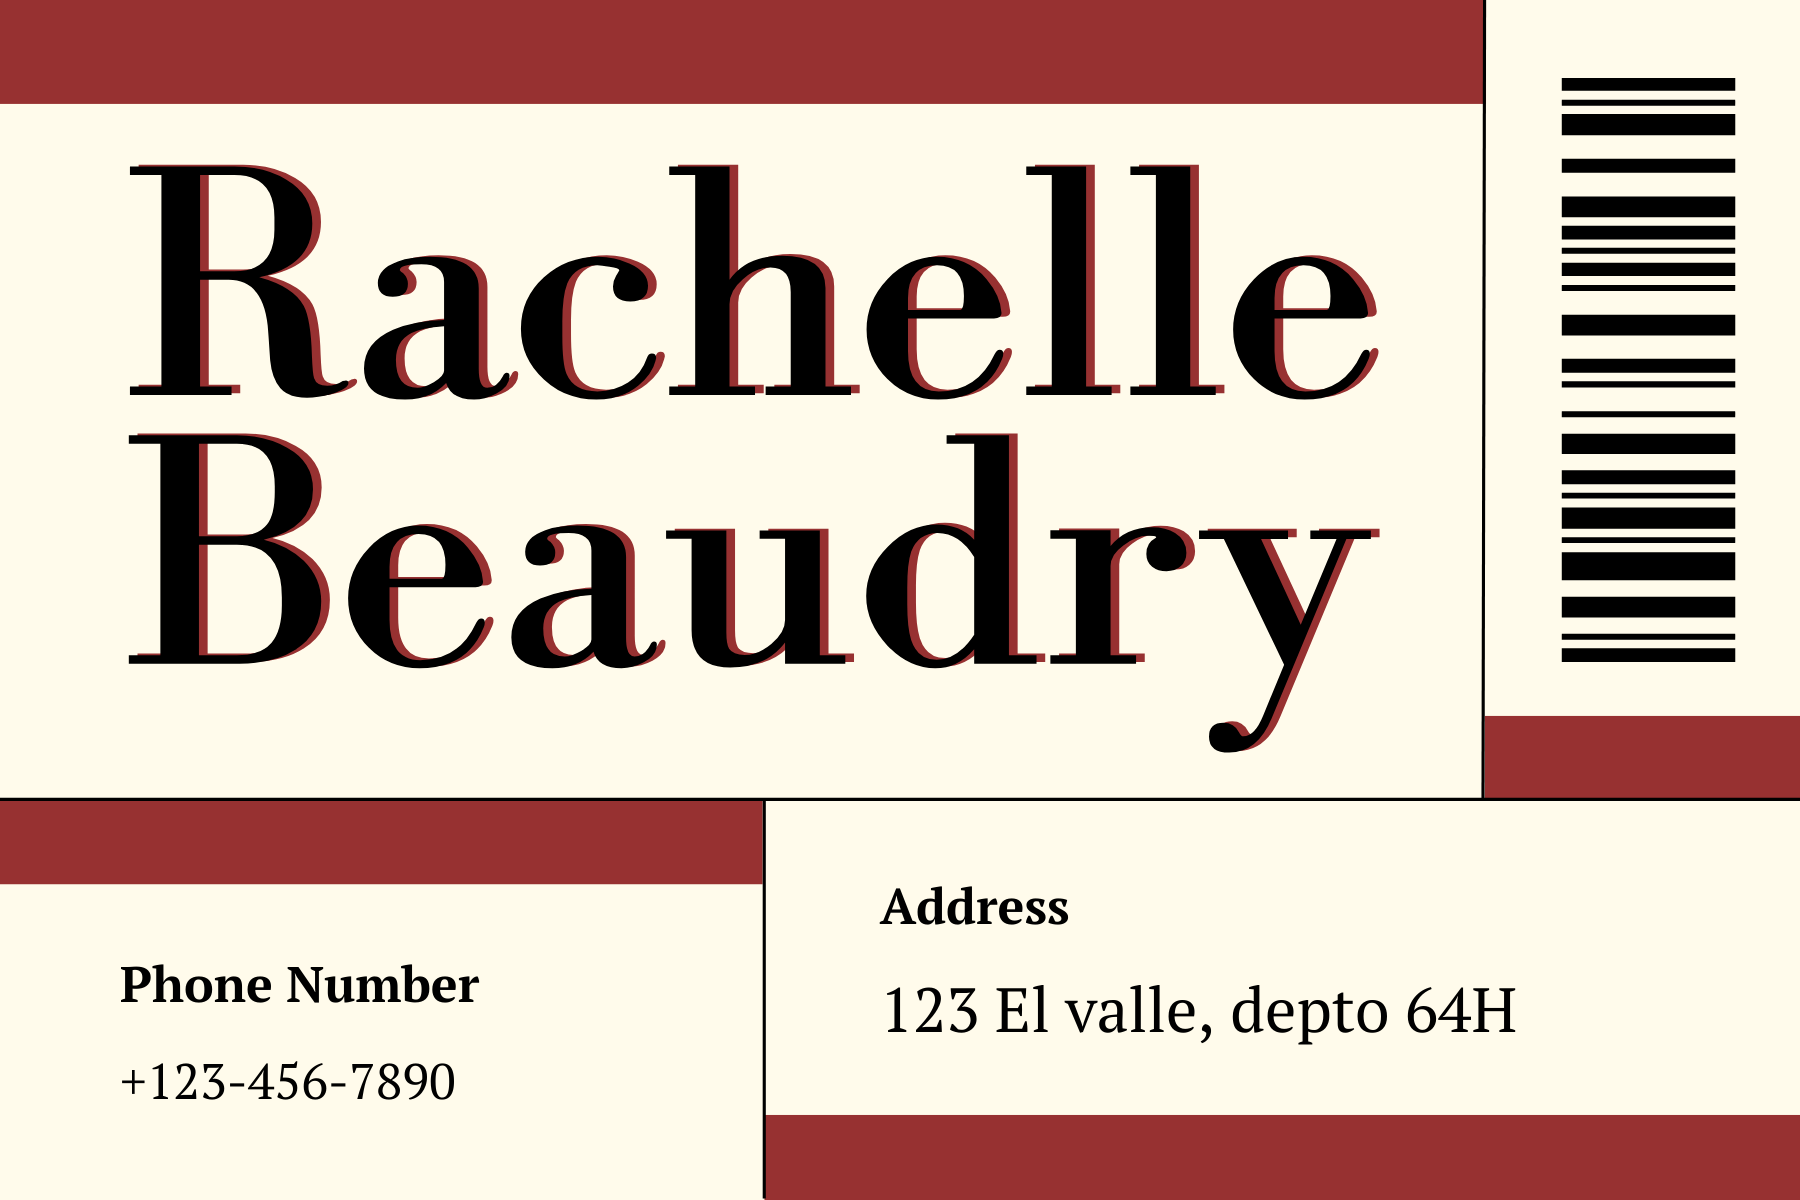 Rachelle
Beaudry
Phone Number
+123-456-7890
Address
123 El valle, depto 64H